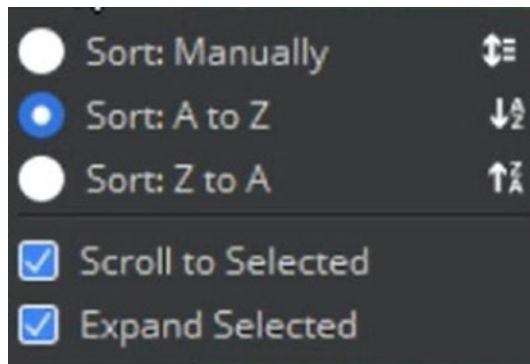 Sort: Manually
Sort: A to Z
Sort: Z to A
Scroll to Selected
Expand Selected